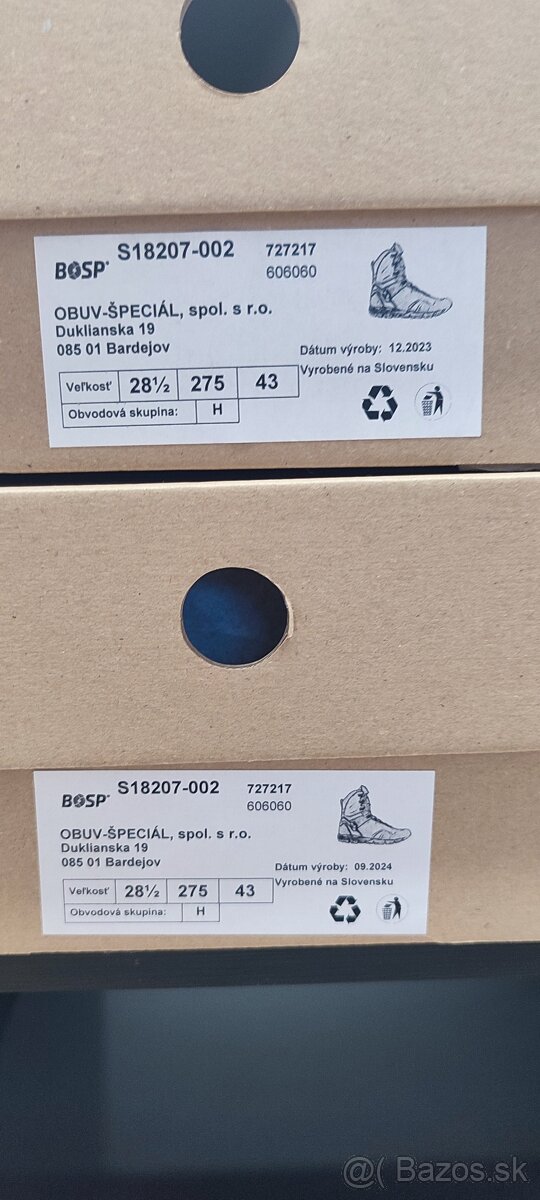 BOSP S18207-002 727217
606060
OBUV-ŠPECIÁL, spol. s r.o.
Duklianska 19
085 01 Bardejov
Dátum výroby: 12.2023
Vyrobené na Slovensku
Veľkosť 28½ 275 43
Obvodová skupina: H
BOSP S18207-002 727217
606060
OBUV-ŠPECIÁL, spol. s r.o.
Duklianska 19
085 01 Bardejov
Dátum výroby: 09.2024
Vyrobené na Slovensku
Veľkosť 28½ 275 43
Obvodová skupina: H
@( Bazos.sk